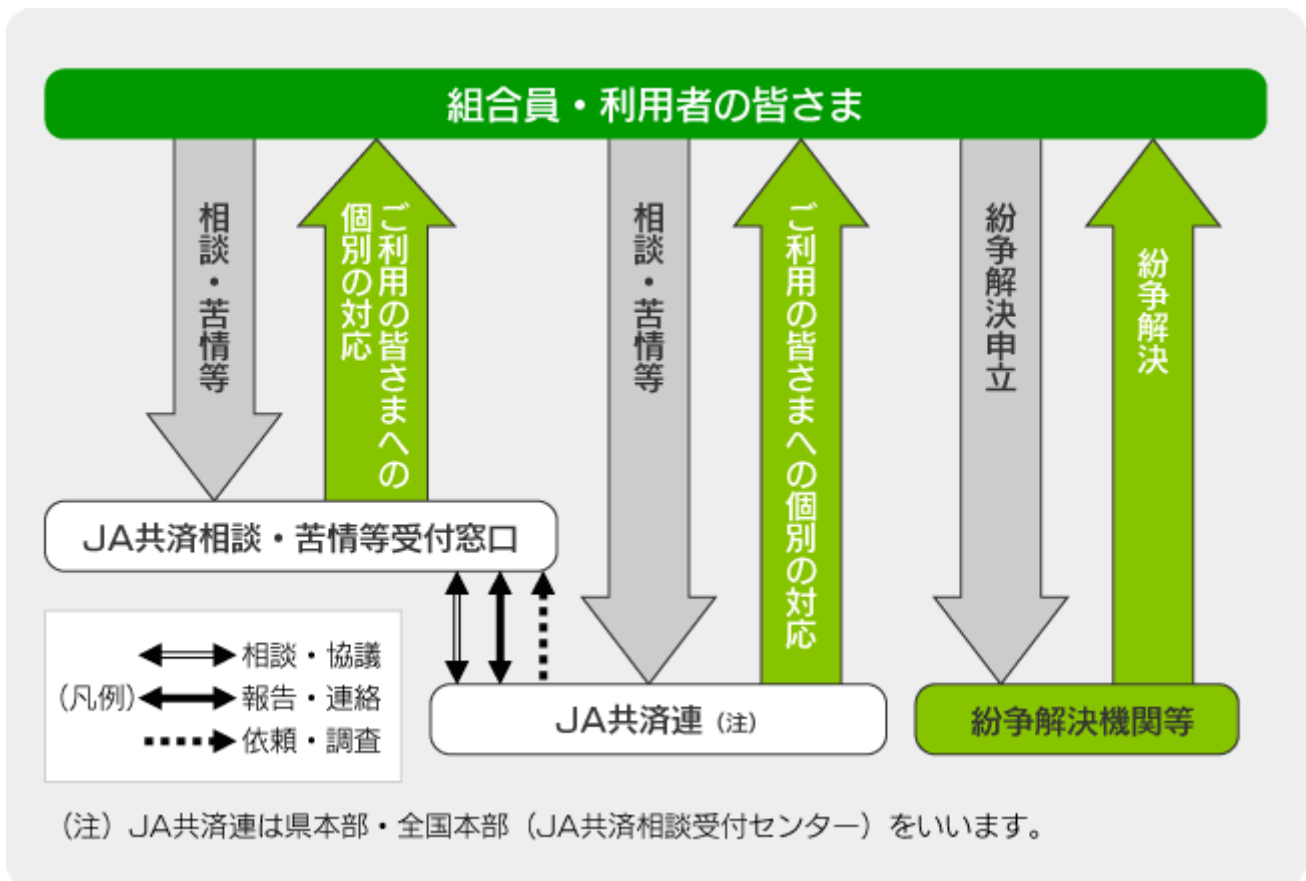 組合員・利用者の皆さま
相談・苦情等
ご利用の皆さまへの
個別の対応
相談・苦情等
ご利用の皆さまへの個別の対応
紛争解決申立
紛争解決
JA共済相談・苦情等受付窓口
(凡例)
相談・協議
報告・連絡
依頼・調査
JA共済連（注）
紛争解決機関等
（注）JA共済連は県本部・全国本部（JA共済相談受付センター）をいいます。